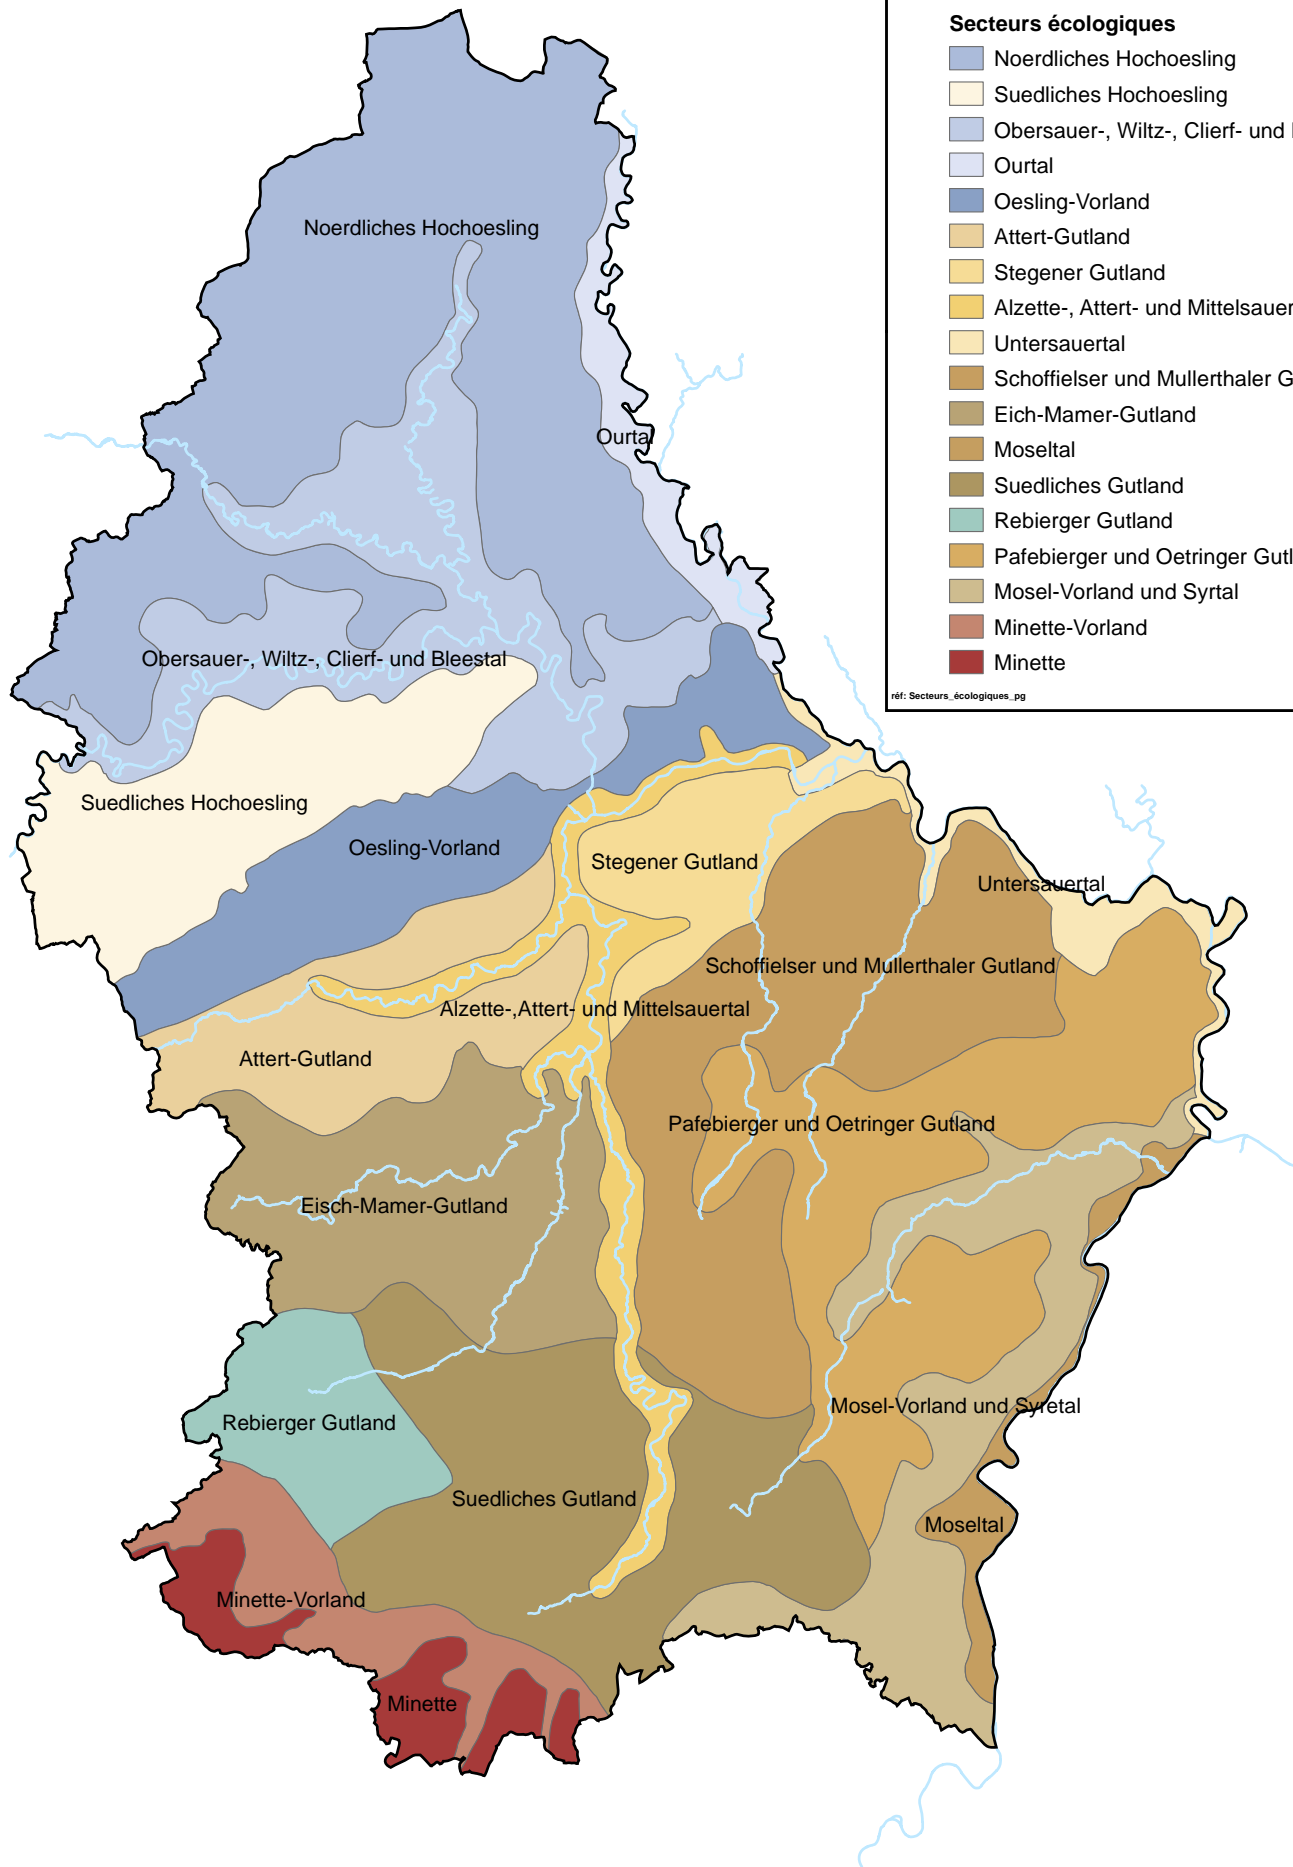 Secteurs écologiques
Noerdliches Hochoesling
Suedliches Hochoesling
Obersauer-, Wiltz-, Clierf- und
Ourtal
Oesling-Vorland
Attert-Gutland
Stegener Gutland
Alzette-, Attert- und Mittelsauer
Untersauertal
Schoffielser und Mullerthaler G
Eich-Mamer-Gutland
Moseltal
Suedliches Gutland
Rebierger Gutland
Pafebierger und Oetringer Gutl
Mosel-Vorland und Syrtal
Minette-Vorland
Minette
réf: Secteurs_écologiques_pg
Noerdliches Hochoesling
Ourtal
Obersauer-, Wiltz-, Clierf- und Bleestal
Suedliches Hochoesling
Oesling-Vorland
Stegener Gutland
Untersauertal
Schoffielser und Mullerthaler Gutland
Alzette-,Attert- und Mittelsauertal
Attert-Gutland
Pafebierger und Oetringer Gutland
Eisch-Mamer-Gutland
Mosel-Vorland und Syretal
Rebierger Gutland
Suedliches Gutland
Moseltal
Minette-Vorland
Minette